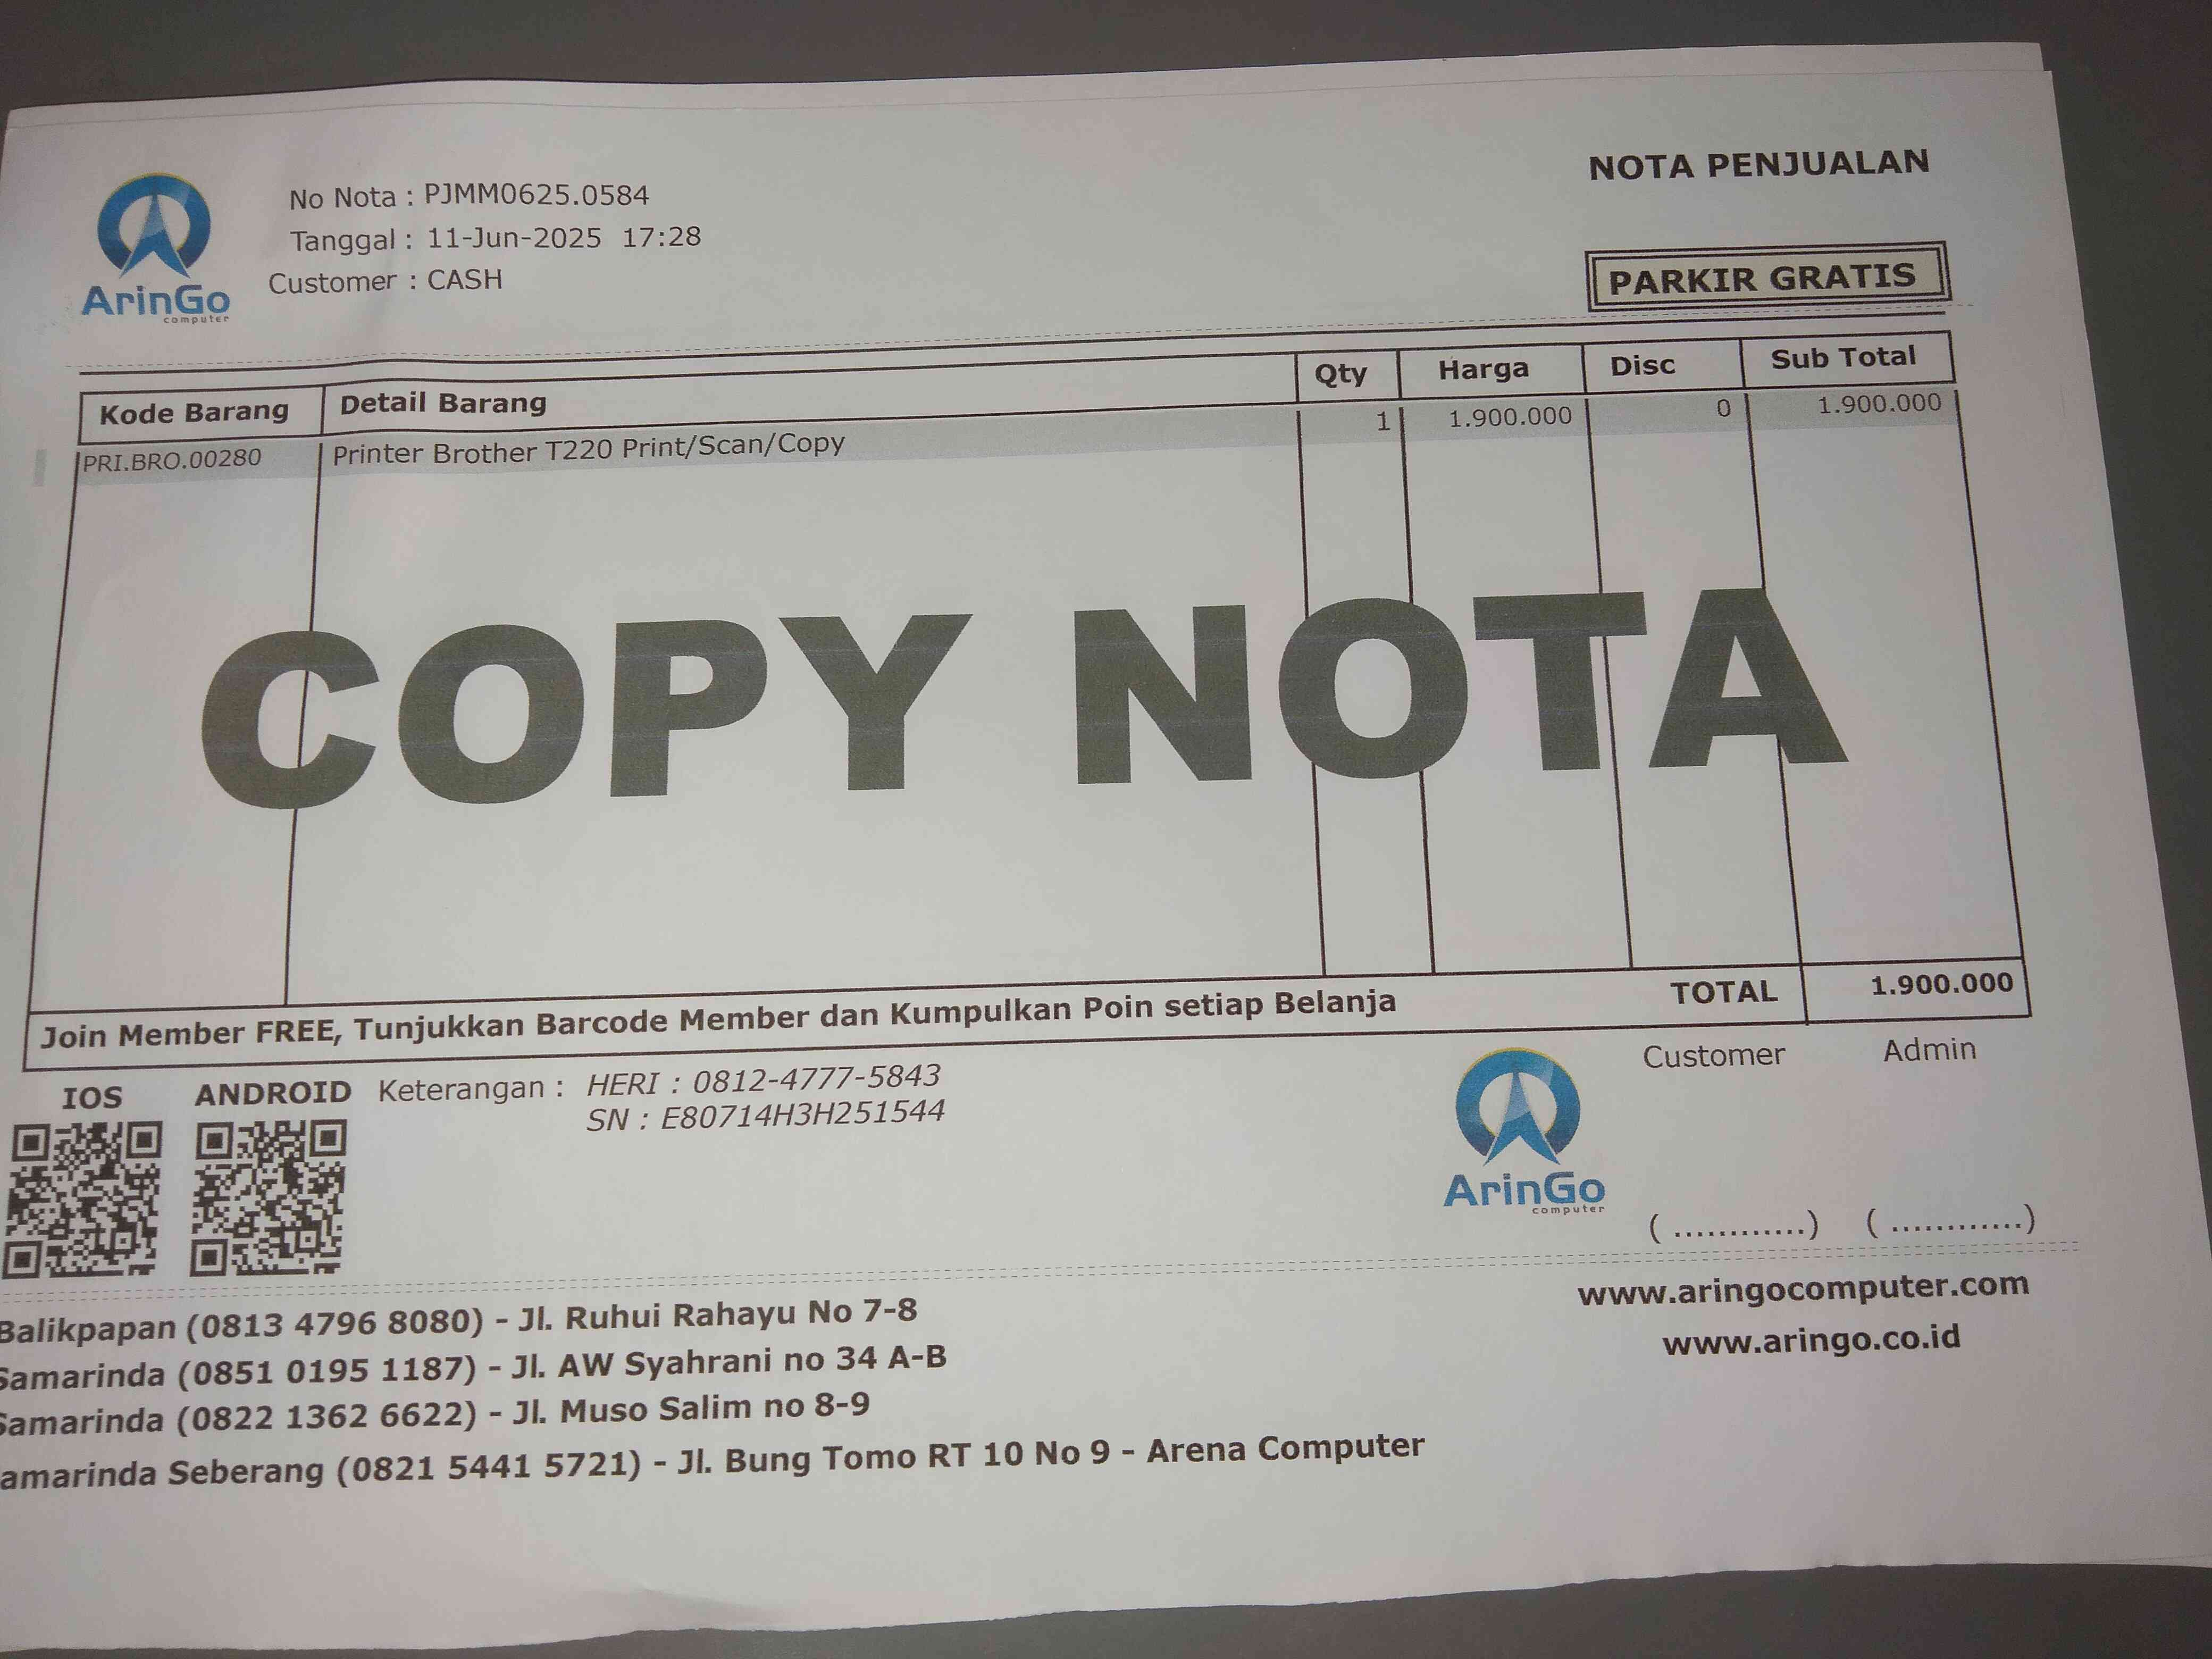 ArinGo
computer
No Nota : PJMM0625.0584
Tanggal : 11-Jun-2025 17:28
Customer : CASH
NOTA PENJUALAN
PARKIR GRATIS
Kode Barang Detail Barang Qty Harga Disc Sub Total
PRI.BRO.00280 Printer Brother T220 Print/Scan/Copy 1 1.900.000 0 1.900.000
COPY NOTA
Join Member FREE, Tunjukkan Barcode Member dan Kumpulkan Poin setiap Belanja TOTAL 1.900.000
IOS ANDROID Keterangan : HERI : 0812-4777-5843
SN : E80714H3H251544
ArinGo
computer
Customer Admin
( ............) ( ............)
Balikpapan (0813 4796 8080) - Jl. Ruhui Rahayu No 7-8
Samarinda (0851 0195 1187) - Jl. AW Syahrani no 34 A-B
Samarinda (0822 1362 6622) - Jl. Muso Salim no 8-9
amarinda Seberang (0821 5441 5721) - Jl. Bung Tomo RT 10 No 9 - Arena Computer
www.aringocomputer.com
www.aringo.co.id